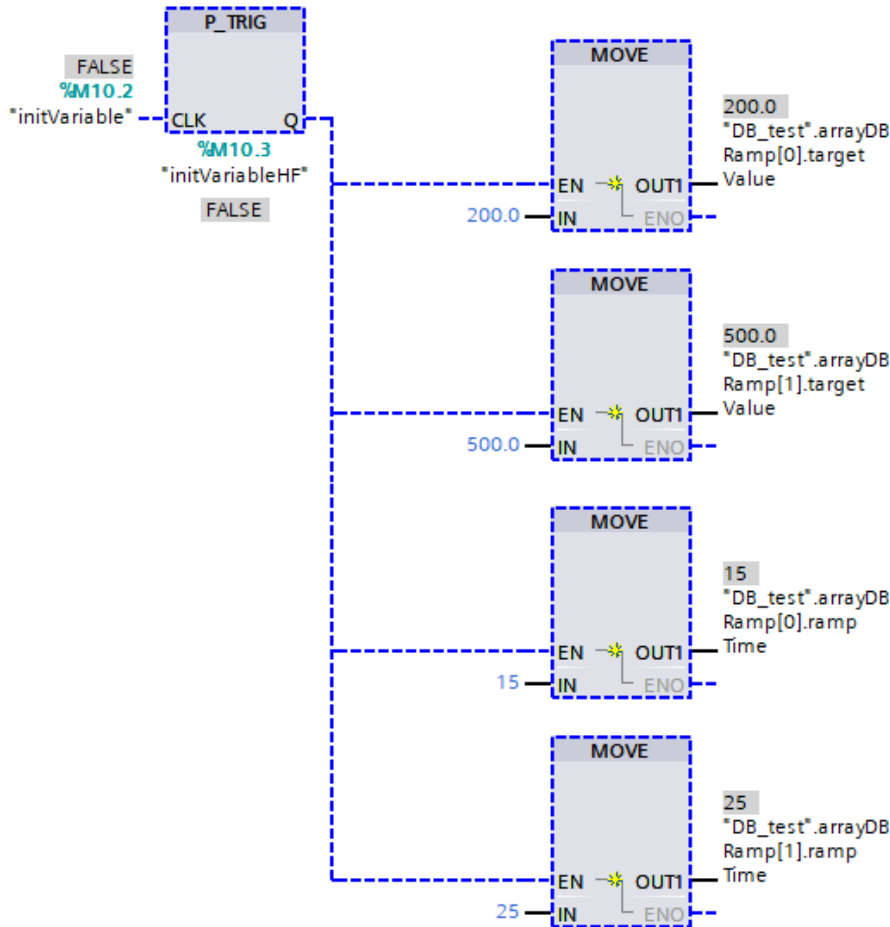 P_TRIG
FALSE
%M10.2
"initVariable"
CLK
Q
%M10.3
"initVariableHF"
FALSE
MOVE
EN
OUT1
200.0
IN
ENO
200.0
"DB_test".arrayDB
Ramp[0].target
Value
MOVE
EN
OUT1
500.0
IN
ENO
500.0
"DB_test".arrayDB
Ramp[1].target
Value
MOVE
EN
OUT1
15
IN
ENO
15
"DB_test".arrayDB
Ramp[0].ramp
Time
MOVE
EN
OUT1
25
IN
ENO
25
"DB_test".arrayDB
Ramp[1].ramp
Time